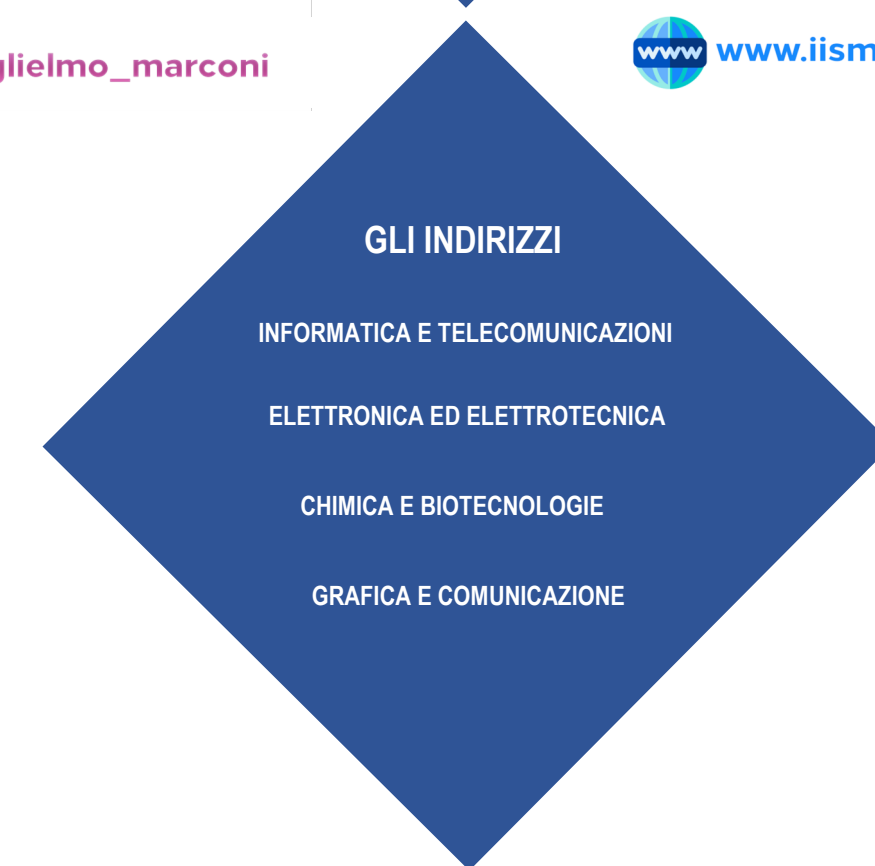 glielmo_marconi
www www.iism
GLI INDIRIZZI
INFORMATICA E TELECOMUNICAZIONI
ELETTRONICA ED ELETTROTECNICA
CHIMICA E BIOTECNOLOGIE
GRAFICA E COMUNICAZIONE